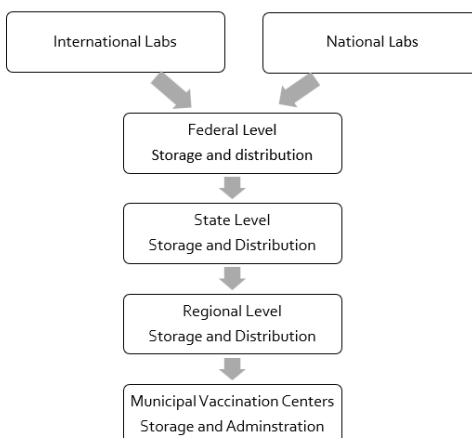 International Labs
National Labs
Federal Level
Storage and distribution
State Level
Storage and Distribution
Regional Level
Storage and Distribution
Municipal Vaccination Centers
Storage and Adminstration